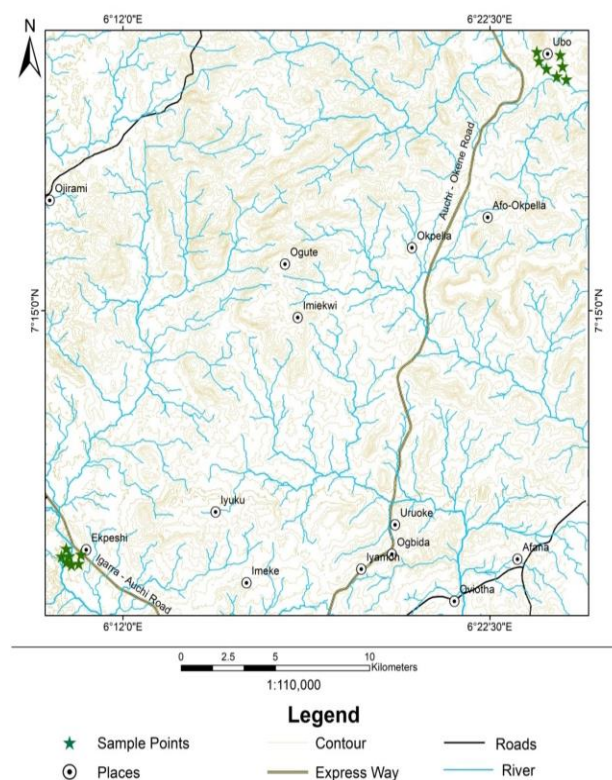 6°12'0"E 6°22'30"E
N
Ubo
Auchi - Okene Road
Ojirami
Afo-Okpella
Okpella
Ogute
7°15'0"N 7°15'0"N
Imiekwi
Iyuku
Uruoke
Ekpeshi
Ogbida
Afana
Iyamoh
Igarra - Auchi Road
Imeke
Oviotha
6°12'0"E 6°22'30"E
0 2.5 5 10
Kilometers
1:110,000
Legend
Sample Points Contour Roads
Places Express Way River